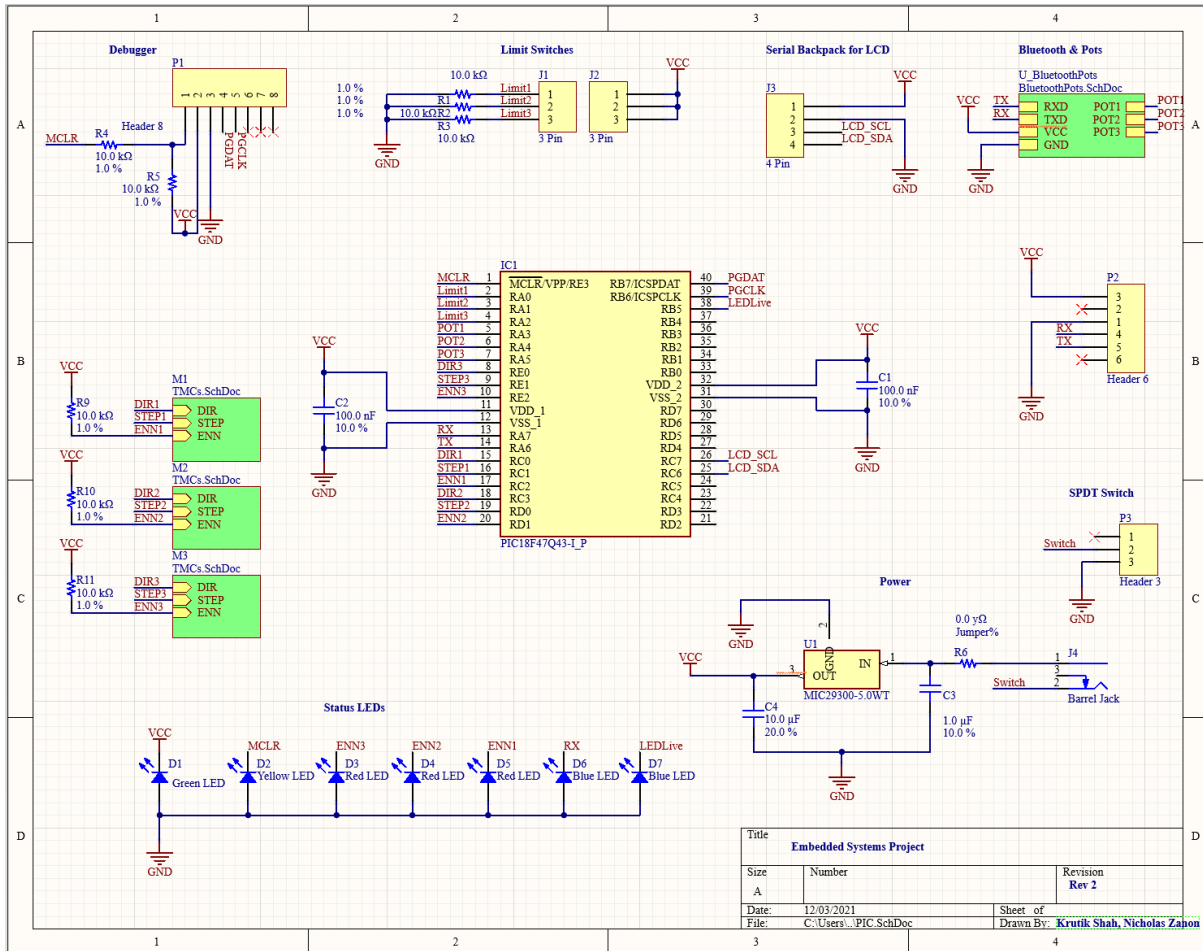 1 2 3 4
A
B
C
D
Debugger
P1
1 2 3 4 5 6 7 8
Header 8
MCLR
R4
10.0 kΩ
1.0 %
R5
10.0 kΩ
1.0 %
PGDAT
PGCLK
VCC
GND
Limit Switches
1.0 %
1.0 %
1.0 %
10.0 kΩ
R1
10.0 kΩ
R2
R3
10.0 kΩ
Limit1
Limit2
Limit3
GND
J1
1
2
3
3 Pin
J2
1
2
3
3 Pin
VCC
Serial Backpack for LCD
J3
1
2
3
4
4 Pin
VCC
LCD_SCL
LCD_SDA
GND
Bluetooth & Pots
U_BluetoothPots
BluetoothPots.SchDoc
VCC
TX
RX
RXD
TXD
VCC
GND
POT1
POT2
POT3
POT1
POT2
POT3
GND
IC1
MCLR 1 MCLR/VPP/RE3
Limit1 2 RA0
Limit2 3 RA1
Limit3 4 RA2
POT1 5 RA3
POT2 6 RA4
POT3 7 RA5
DIR3 8 RE0
STEP3 9 RE1
ENN3 10 RE2
11 VDD_1
12 VSS_1
RX 13 RA7
TX 14 RA6
DIR1 15 RC0
STEP1 16 RC1
ENN1 17 RC2
DIR2 18 RC3
STEP2 19 RD0
ENN2 20 RD1
RB7/ICSPDAT 40 PGDAT
RB6/ICSPCLK 39 PGCLK
RB5 38 LEDLive
RB4 37
RB3 36
RB2 35
RB1 34
RB0 33
VDD_2 32
VSS_2 31
RD7 30
RD6 29
RD5 28
RD4 27
RC7 26 LCD_SCL
RC6 25 LCD_SDA
RC5 24
RC4 23
RD3 22
RD2 21
PIC18F47Q43-I_P
VCC
C2
100.0 nF
10.0 %
GND
VCC
C1
100.0 nF
10.0 %
GND
VCC
P2
3
2
1
4
5
6
RX
TX
Header 6
GND
VCC
R9
10.0 kΩ
1.0 %
M1
TMCs.SchDoc
DIR1 DIR
STEP1 STEP
ENN1 ENN
VCC
R10
10.0 kΩ
1.0 %
M2
TMCs.SchDoc
DIR2 DIR
STEP2 STEP
ENN2 ENN
VCC
R11
10.0 kΩ
1.0 %
M3
TMCs.SchDoc
DIR3 DIR
STEP3 STEP
ENN3 ENN
SPDT Switch
P3
1
2
3
Switch
Header 3
GND
Power
GND
2
U1
GND
IN
OUT
1
3
MIC29300-5.0WT
VCC
C4
10.0 μF
20.0 %
C3
1.0 μF
10.0 %
0.0 yΩ
Jumper%
R6
J4
1
3
2
Switch
Barrel Jack
GND
Status LEDs
VCC
D1
Green LED
MCLR
D2
Yellow LED
ENN3
D3
Red LED
ENN2
D4
Red LED
ENN1
D5
Red LED
RX
D6
Blue LED
LEDLive
D7
Blue LED
GND
Title
Embedded Systems Project
Size
A
Number
Revision
Rev 2
Date: 12/03/2021
Sheet of
File: C:\Users\..\PIC.SchDoc
Drawn By: Krutik Shah, Nicholas Zanon
A
B
C
D
1 2 3 4